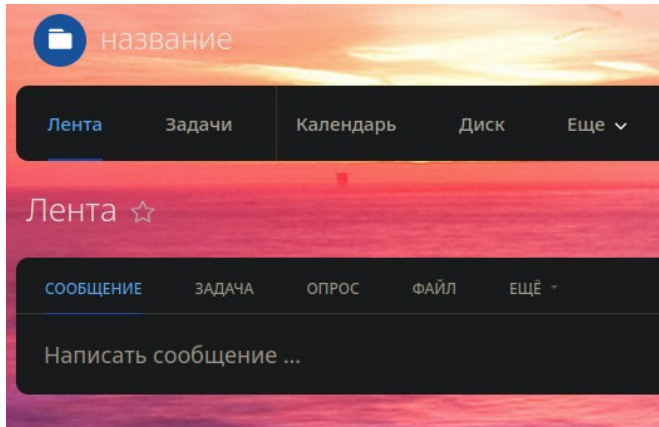 название
Лента Задачи Календарь Диск Еще
Лента
СООБЩЕНИЕ ЗАДАЧА ОПРОС ФАЙЛ ЕЩЁ
Написать сообщение ...